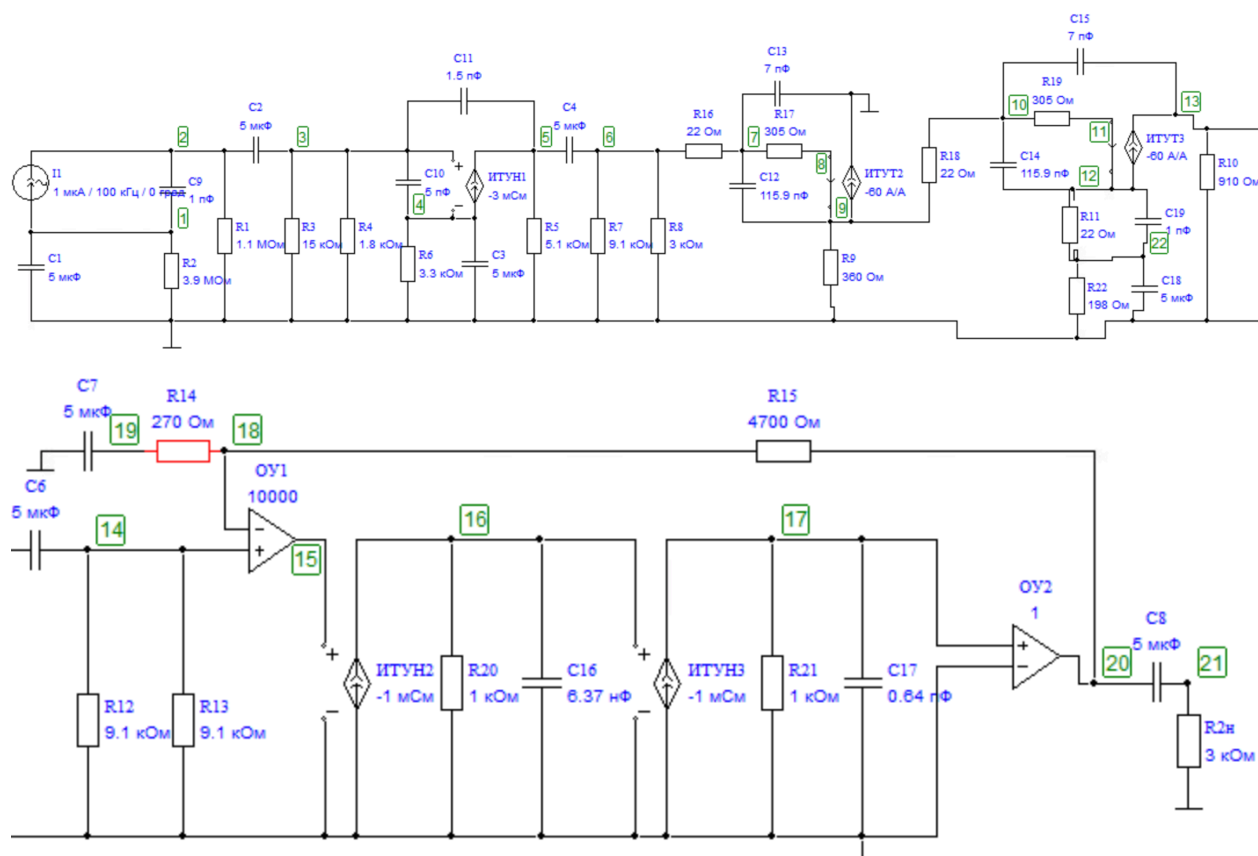 C15
7 пФ
C13
7 пФ
C11
1.5 пФ
R19
305 Ом
10
13
C2
5 мкФ
C4
5 мкФ
R16
22 Ом
R17
305 Ом
11
2
3
5
6
7
8
I1
1 мкА / 100 кГц / 0 град
C9
1 пФ
C10
5 пФ
ИТУН1
-3 мСм
C12
115.9 пФ
ИТУТ2
-60 А/А
R18
22 Ом
C14
115.9 пФ
ИТУТ3
-60 А/А
R10
910 Ом
12
1
4
9
C1
5 мкФ
R2
3.9 МОм
R1
1.1 МОм
R3
15 кОм
R4
1.8 кОм
R6
3.3 кОм
C3
5 мкФ
R5
5.1 кОм
R7
9.1 кОм
R8
3 кОм
R9
360 Ом
R11
22 Ом
C19
1 пФ
22
R22
198 Ом
C18
5 мкФ
C7
5 мкФ
R14
270 Ом
R15
4700 Ом
19
18
ОУ1
10000
C6
5 мкФ
14
15
16
17
+
−
ОУ2
1
C8
5 мкФ
20
21
R12
9.1 кОм
R13
9.1 кОм
ИТУН2
-1 мСм
R20
1 кОм
C16
6.37 нФ
ИТУН3
-1 мСм
R21
1 кОм
C17
0.64 пФ
R2н
3 кОм